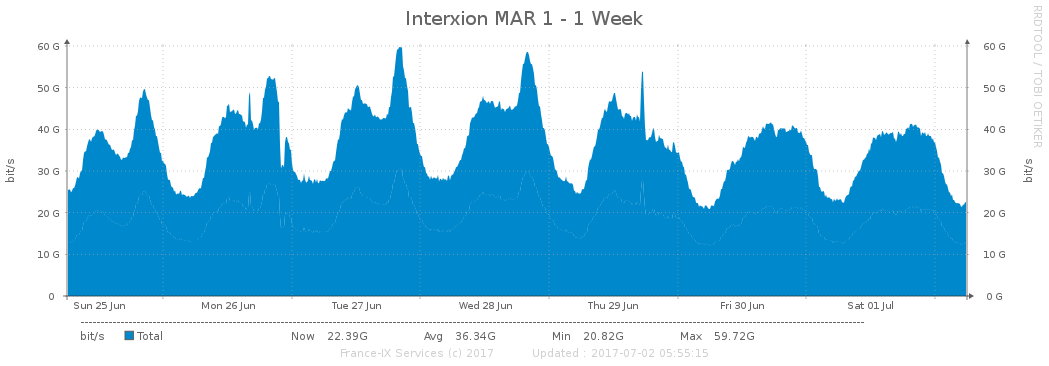 Interxion MAR 1 - 1 Week
RRDTOOL / TOBI OETIKER
bit/s
60 G
50 G
40 G
30 G
20 G
10 G
0
60 G
50 G
40 G
30 G
20 G
10 G
0 G
bit/s
Sun 25 Jun Mon 26 Jun Tue 27 Jun Wed 28 Jun Thu 29 Jun Fri 30 Jun Sat 01 Jul
bit/s Total Now 22.39G Avg 36.34G Min 20.82G Max 59.72G
France-IX Services (c) 2017 Updated : 2017-07-02 05:55:15